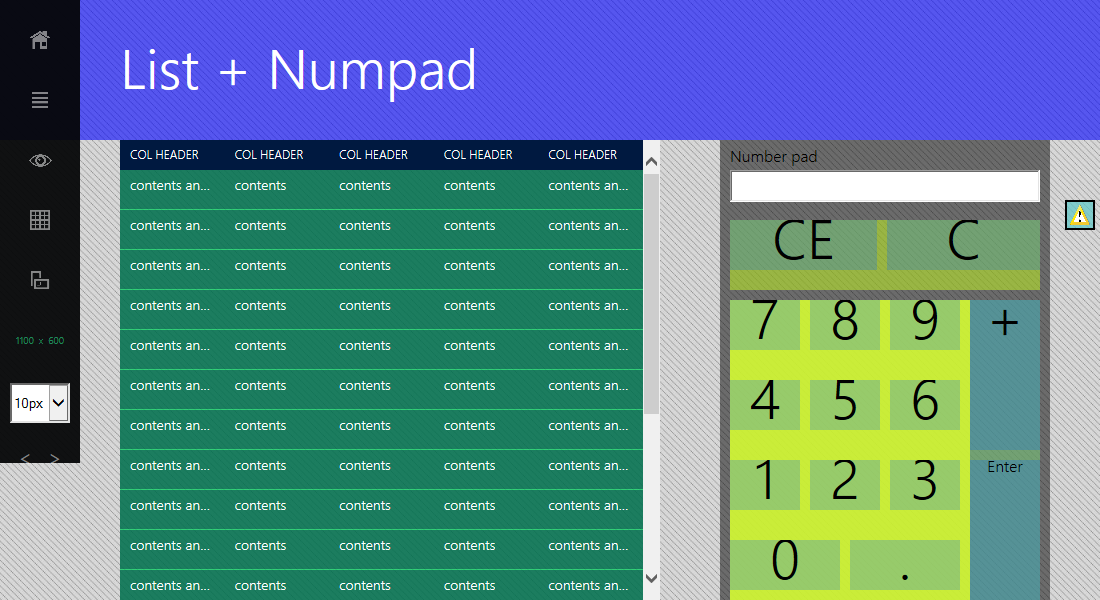 List + Numpad
1100 x 600
10px
< >
COL HEADER COL HEADER COL HEADER COL HEADER COL HEADER
contents an... contents contents contents contents an...
contents an... contents contents contents contents an...
contents an... contents contents contents contents an...
contents an... contents contents contents contents an...
contents an... contents contents contents contents an...
contents an... contents contents contents contents an...
contents an... contents contents contents contents an...
contents an... contents contents contents contents an...
contents an... contents contents contents contents an...
contents an... contents contents contents contents an...
contents an... contents contents contents contents an...
Number pad
CE C
7 8 9 +
4 5 6
1 2 3 Enter
0 .